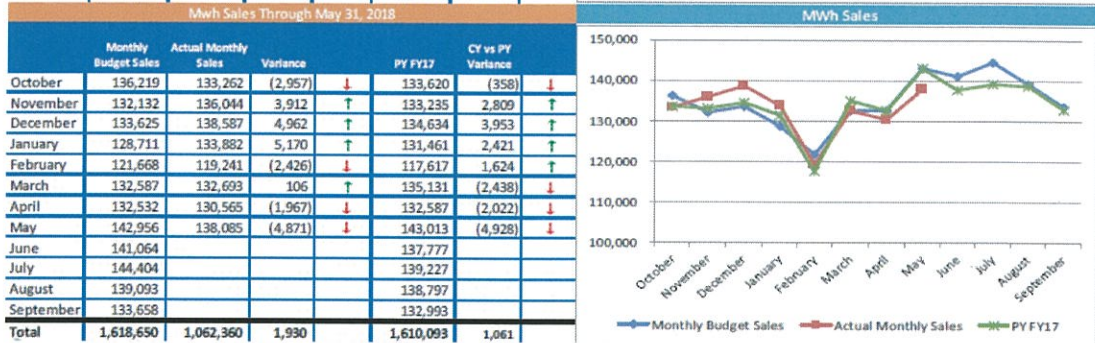 Mwh Sales Through May 31, 2018
Monthly Budget Sales Actual Monthly Sales Variance PY FY17 CY vs PY Variance
October 136,219 133,262 (2,957) ↓ 133,620 (358) ↓
November 132,132 136,044 3,912 ↑ 133,235 2,809 ↑
December 133,625 138,587 4,962 ↑ 134,634 3,953 ↑
January 128,711 133,882 5,170 ↑ 131,461 2,421 ↑
February 121,668 119,241 (2,426) ↓ 117,617 1,624 ↑
March 132,587 132,693 106 ↑ 135,131 (2,438) ↓
April 132,532 130,565 (1,967) ↓ 132,587 (2,022) ↓
May 142,956 138,085 (4,871) ↓ 143,013 (4,928) ↓
June 141,064 137,777
July 144,404 139,227
August 139,093 138,797
September 133,658 132,993
Total 1,618,650 1,062,360 1,930 1,610,093 1,061
MWh Sales
150,000
140,000
130,000
120,000
110,000
100,000
October November December January February March April May June July August September
Monthly Budget Sales Actual Monthly Sales PY FY17